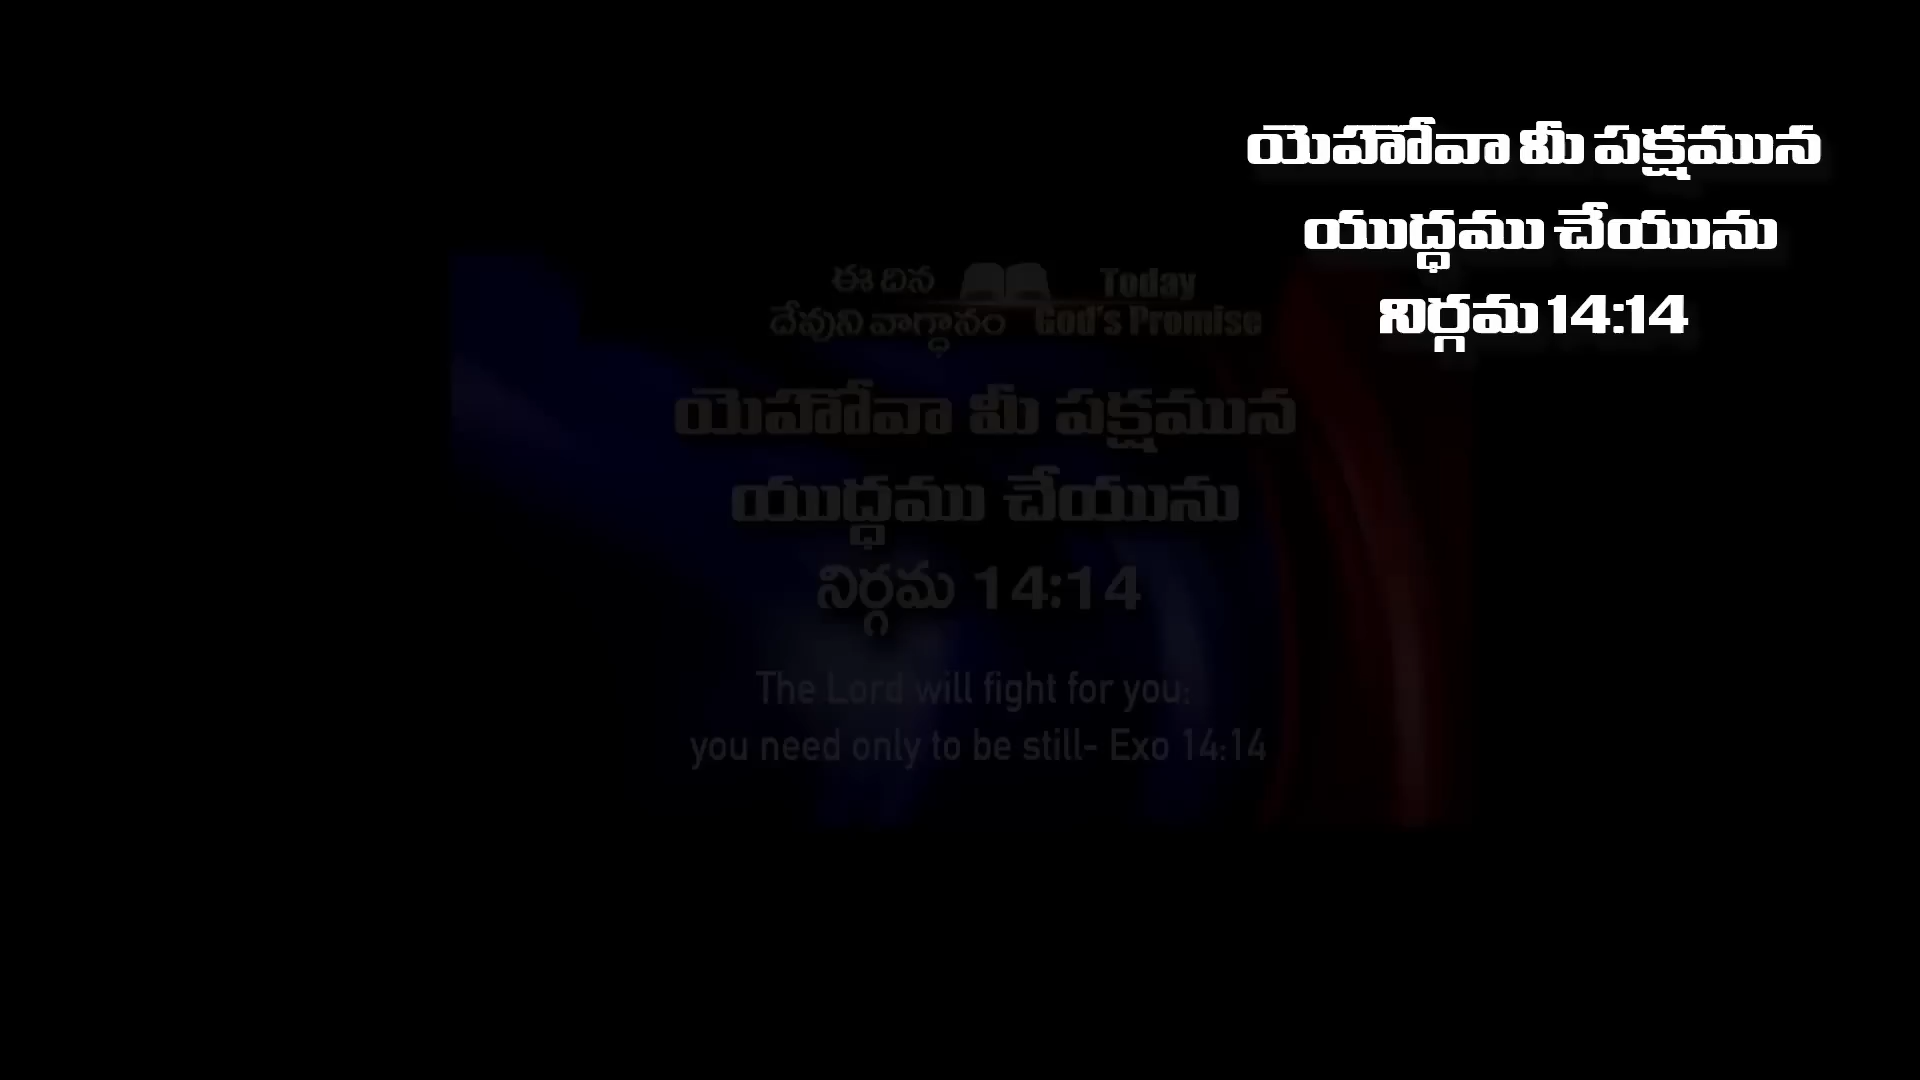 యెహోవా మీ పక్షమున
యుద్ధము చేయును
నిర్గమ 14:14
ఈ దిన
దేవుని వాగ్ధానం
Today
God's Promise
యెహోవా మీ పక్షమున
యుద్ధము చేయును
నిర్గమ 14:14
The Lord will fight for you;
you need only to be still- Exo 14:14